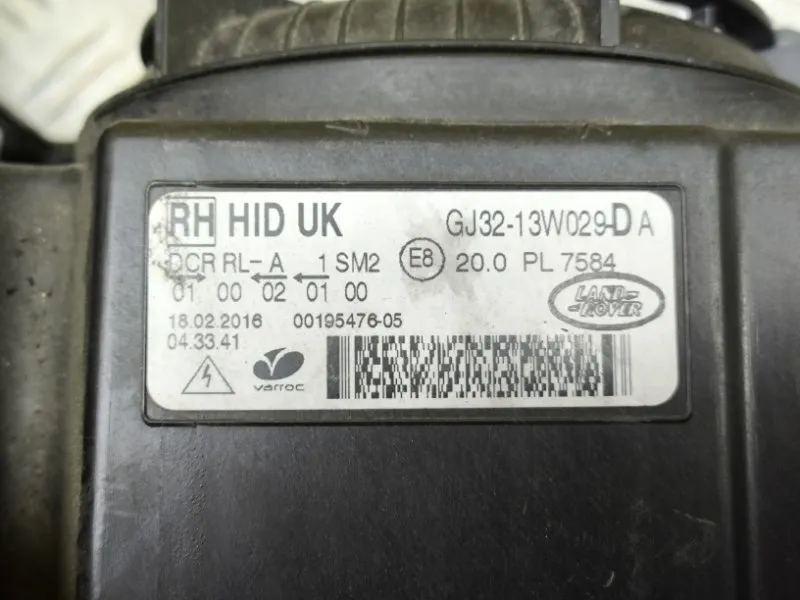 RH HID UK GJ32-13W029-D A
DCR RL- A 1 SM2 E8 20.0 PL 7584
01 00 02 01 00
LAND-
-ROVER
18.02.2016 00195476-05
04.33.41
varroc